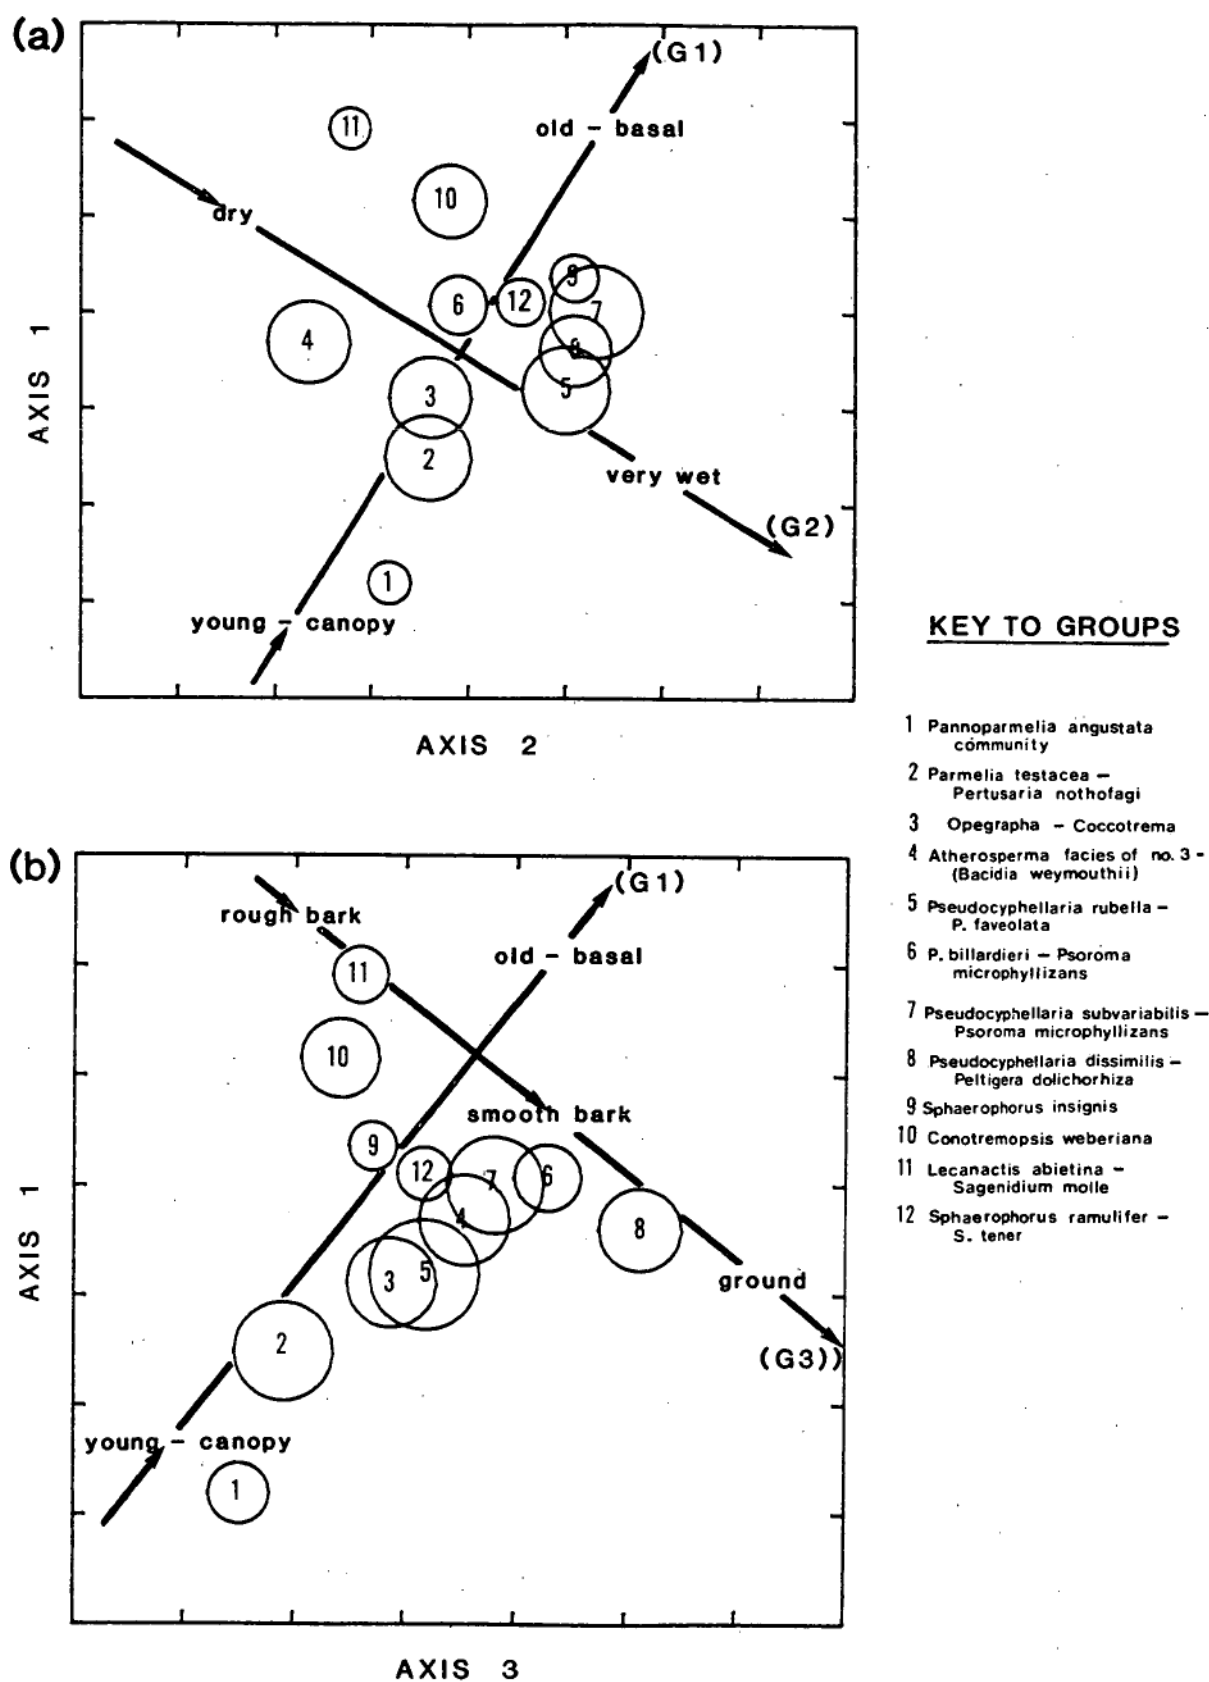 (a)
(G1)
old - basal
11
10
dry
9
6
12
7
4
8
3
5
2
very wet
(G2)
1
young - canopy
AXIS 1
AXIS 2
KEY TO GROUPS
1 Pannoparmelia angustata
community
2 Parmelia testacea -
Pertusaria nothofagi
3 Opegrapha - Coccotrema
4 Atherosperma facies of no. 3 -
(Bacidia weymouthii)
5 Pseudocyphellaria rubella -
P. faveolata
6 P. billardieri - Psoroma
microphyllizans
7 Pseudocyphellaria subvariabilis -
Psoroma microphyllizans
8 Pseudocyphellaria dissimilis -
Peltigera dolichorhiza
9 Sphaerophorus insignis
10 Conotremopsis weberiana
11 Lecanactis abietina -
Sagenidium molle
12 Sphaerophorus ramulifer -
S. tener
(b)
(G1)
rough bark
old - basal
11
10
smooth bark
9
12
7
6
4
8
3
5
ground
2
(G3))
young - canopy
1
AXIS 1
AXIS 3